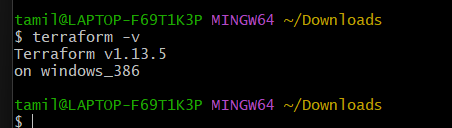 tamil@LAPTOP-F69T1K3P MINGW64 ~/Downloads
$ terraform -v
Terraform v1.13.5
on windows_386
tamil@LAPTOP-F69T1K3P MINGW64 ~/Downloads
$